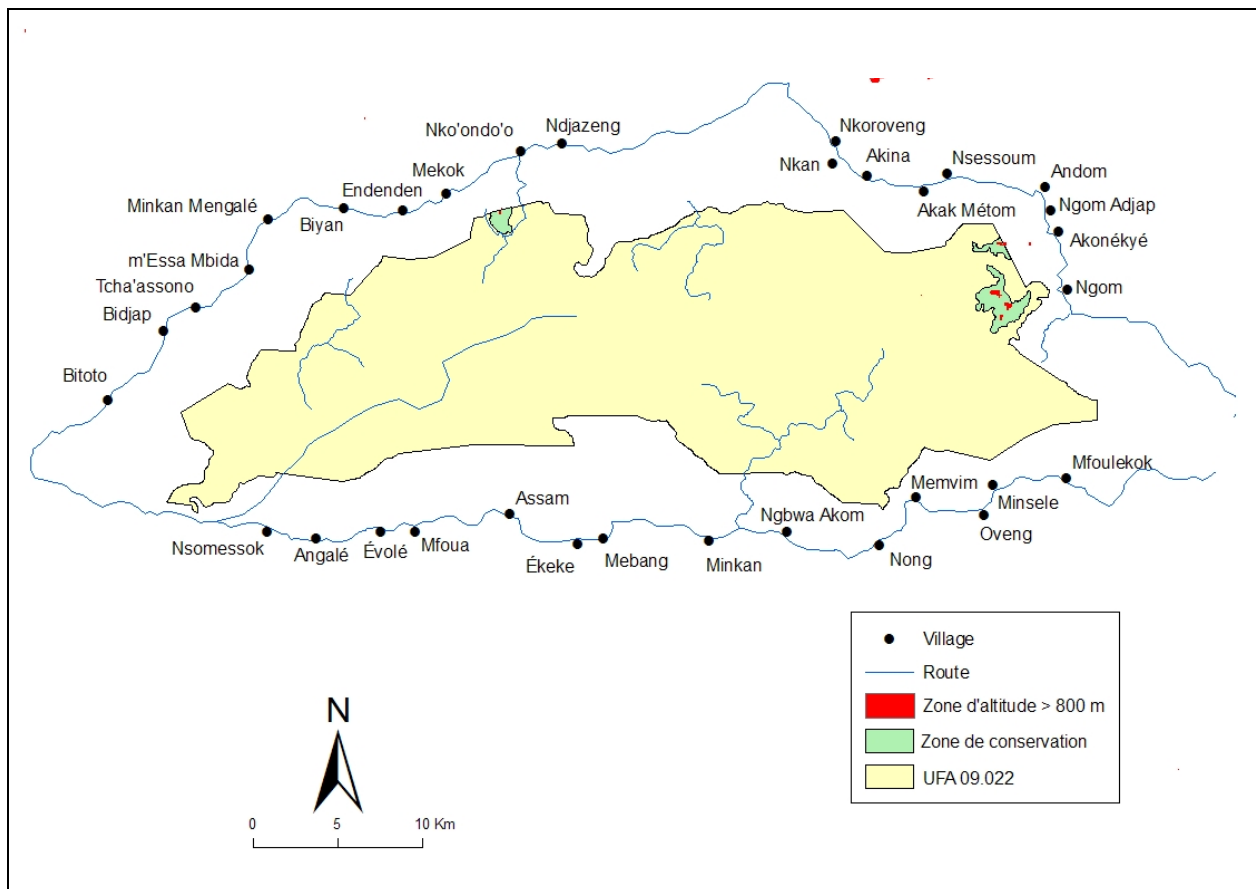 Nko'ondo'o
Ndjazeng
Nkoroveng
Nkan
Akina
Nsessoum
Andom
Mekok
Endenden
Biyan
Minkan Mengalé
Akak Métom
Ngom Adjap
Akonékyé
m'Essa Mbida
Tcha'assono
Bidjap
Ngom
Bitoto
Nsomessok
Angalé
Évolé
Mfoua
Assam
Ékeke
Mebang
Minkan
Ngbwa Akom
Nong
Memvim
Oveng
Minsele
Mfoulekok
Village
Route
Zone d'altitude > 800 m
Zone de conservation
UFA 09.022
N
0 5 10 Km